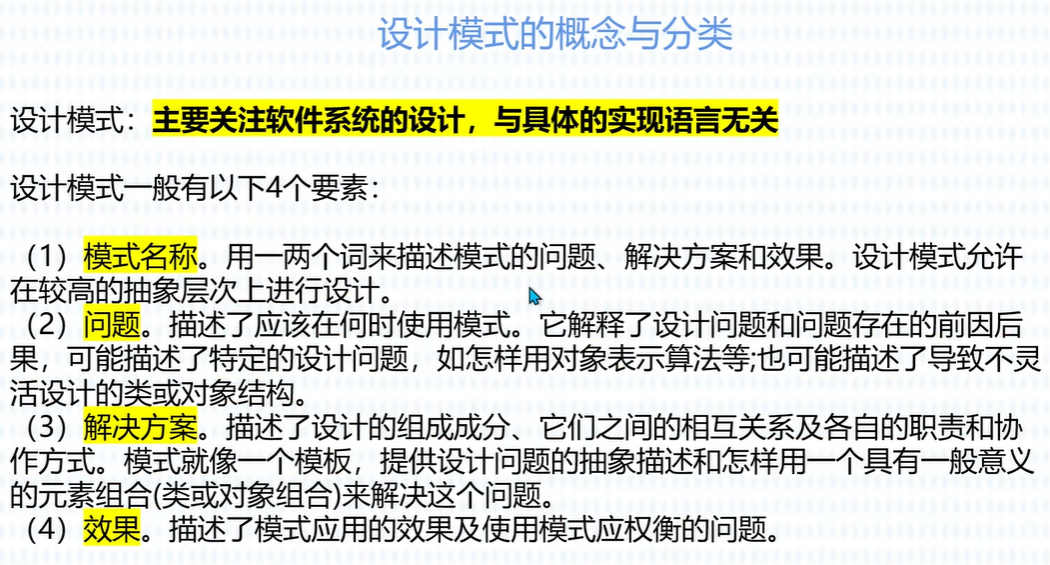 设计模式的概念与分类
设计模式：主要关注软件系统的设计，与具体的实现语言无关
设计模式一般有以下4个要素：
（1）模式名称。用一两个词来描述模式的问题、解决方案和效果。设计模式允许
在较高的抽象层次上进行设计。
（2）问题。描述了应该在何时使用模式。它解释了设计问题和问题存在的前因后
果，可能描述了特定的设计问题，如怎样用对象表示算法等;也可能描述了导致不灵
活设计的类或对象结构。
（3）解决方案。描述了设计的组成成分、它们之间的相互关系及各自的职责和协
作方式。模式就像一个模板，提供设计问题的抽象描述和怎样用一个具有一般意义
的元素组合(类或对象组合)来解决这个问题。
（4）效果。描述了模式应用的效果及使用模式应权衡的问题。